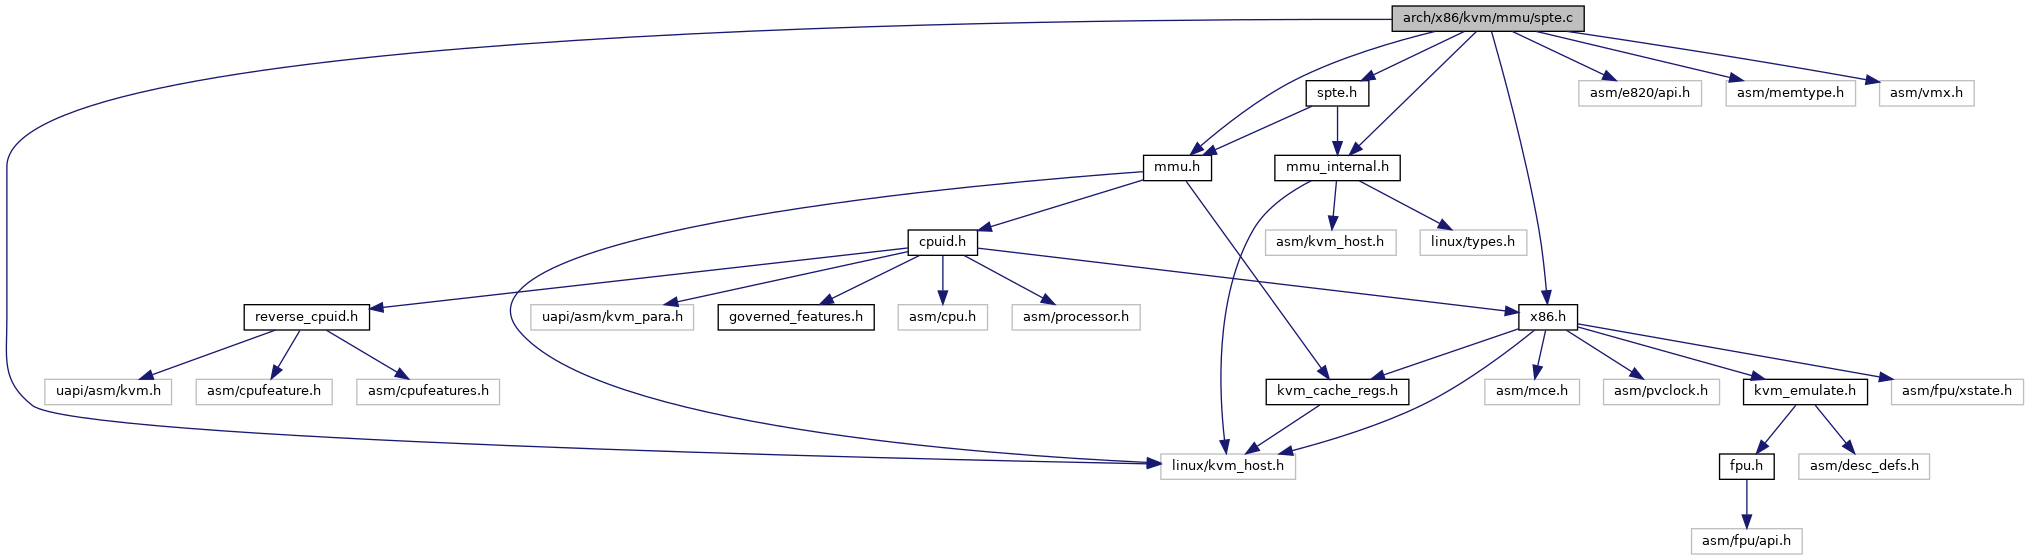 arch/x86/kvm/mmu/spte.c
spte.h
asm/e820/api.h
asm/memtype.h
asm/vmx.h
mmu.h
mmu_internal.h
cpuid.h
asm/kvm_host.h
linux/types.h
reverse_cpuid.h
uapi/asm/kvm_para.h
governed_features.h
asm/cpu.h
asm/processor.h
x86.h
uapi/asm/kvm.h
asm/cpufeature.h
asm/cpufeatures.h
kvm_cache_regs.h
asm/mce.h
asm/pvclock.h
kvm_emulate.h
asm/fpu/xstate.h
linux/kvm_host.h
fpu.h
asm/desc_defs.h
asm/fpu/api.h